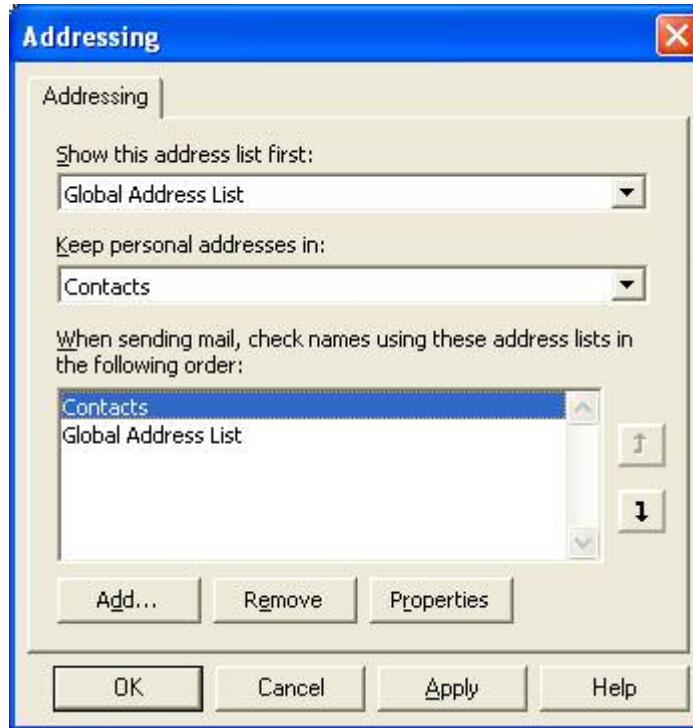 Addressing
Addressing
Show this address list first:
Global Address List
Keep personal addresses in:
Contacts
When sending mail, check names using these address lists in
the following order:
Contacts
Global Address List
Add...
Remove
Properties
OK
Cancel
Apply
Help